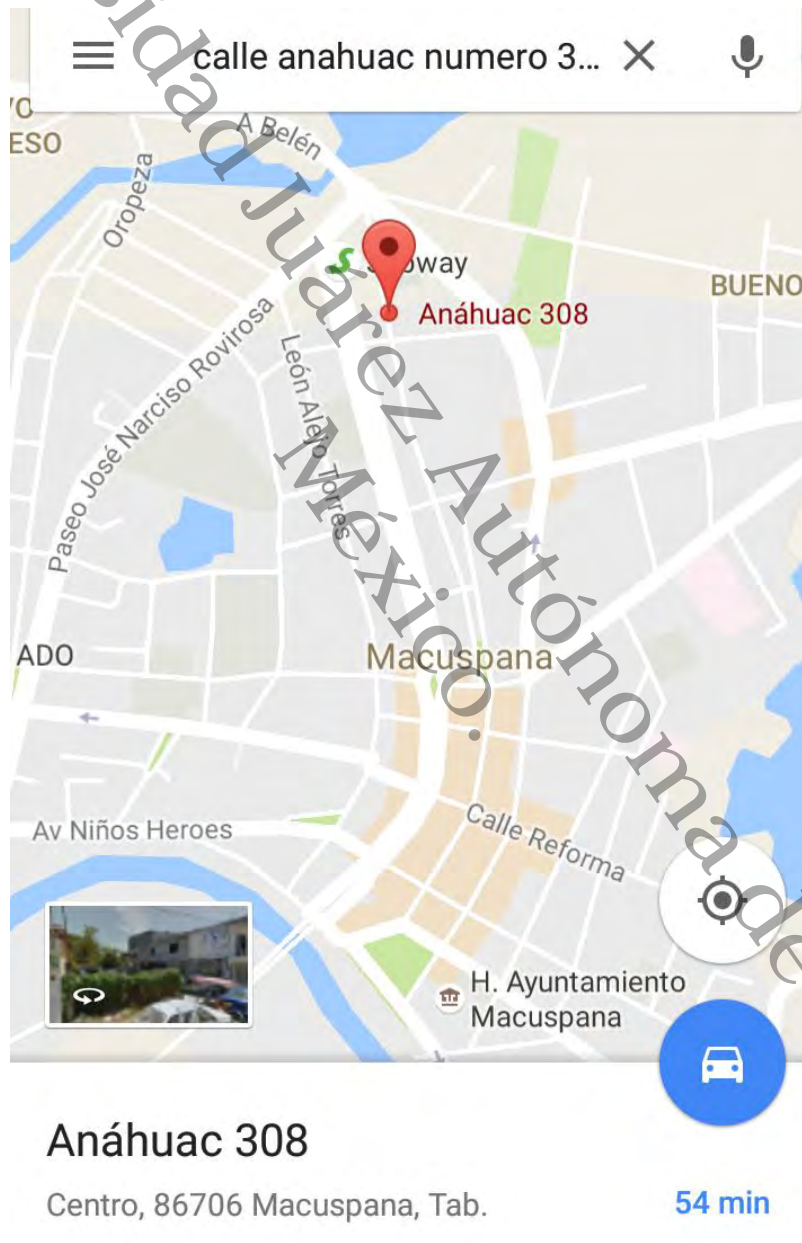 calle anahuac numero 3...
ESO
A Belén
Oropeza
Anáhuac 308
BUENO
Paseo José Narciso Rovirosa
León Alejo Torres
ADO
Macuspana
Av Niños Heroes
Calle Reforma
H. Ayuntamiento
Macuspana
Anáhuac 308
Centro, 86706 Macuspana, Tab.
54 min
Juárez Autónoma de
México.